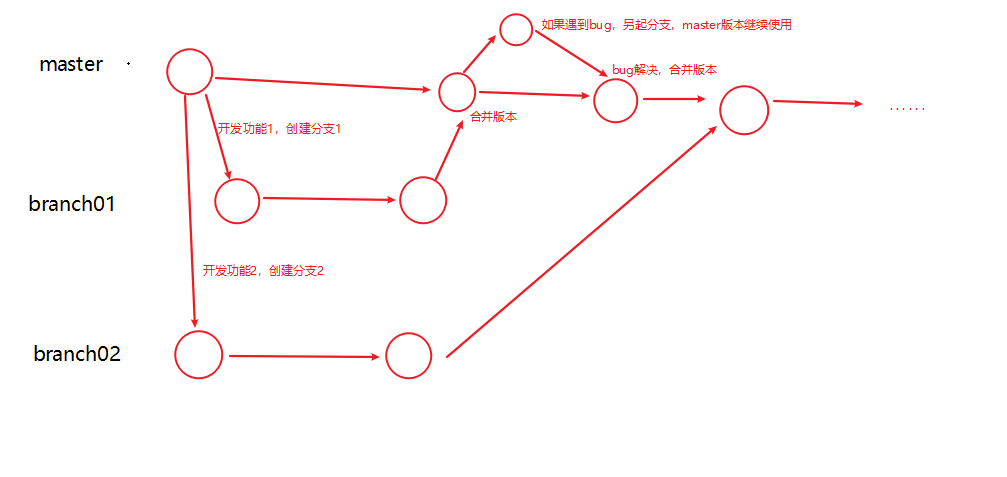 如果遇到bug，另起分支，master版本继续使用
master
bug解决，合并版本
合并版本
······
开发功能1，创建分支1
branch01
开发功能2，创建分支2
branch02